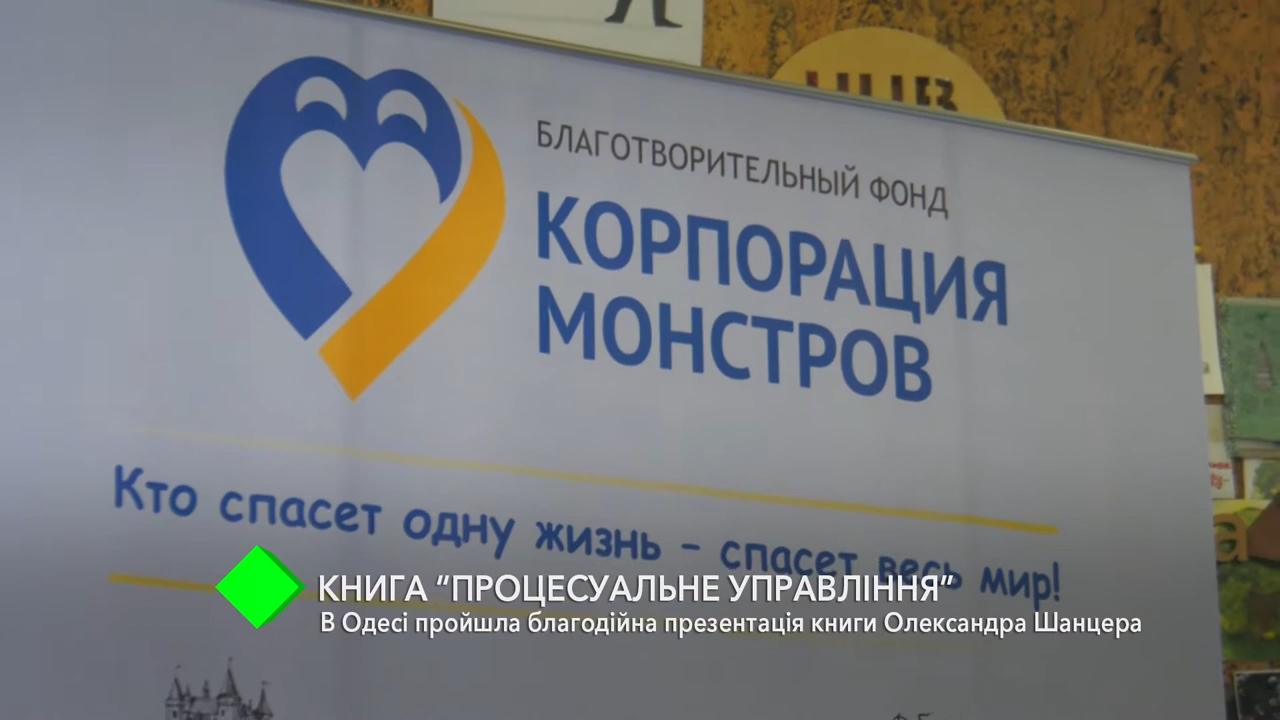 БЛАГОТВОРИТЕЛЬНЫЙ ФОНД
КОРПОРАЦИЯ
МОНСТРОВ
Кто спасет одну жизнь – спасет весь мир!
КНИГА “ПРОЦЕСУАЛЬНЕ УПРАВЛІННЯ”
В Одесі пройшла благодійна презентація книги Олександра Шанцера